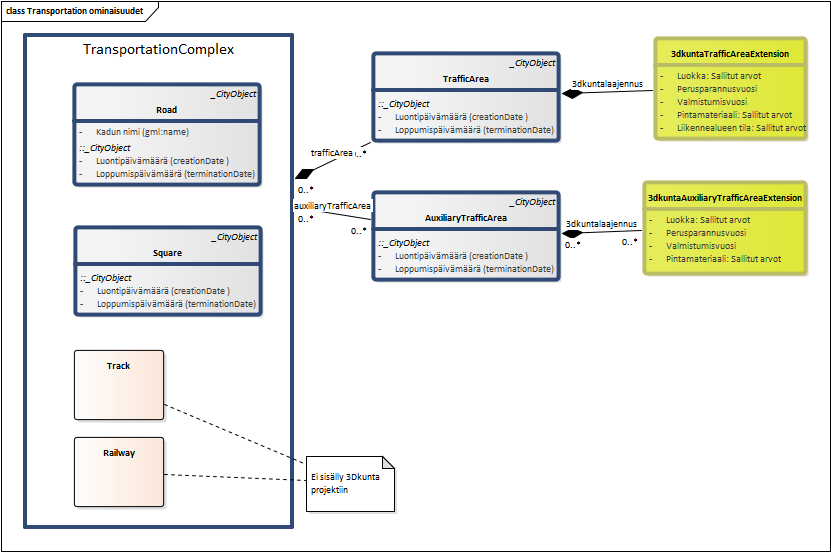 class Transportation ominaisuudet
TransportationComplex
_CityObject
Road
- Kadun nimi (gml:name)
::_CityObject
- Luontipäivämäärä (creationDate )
- Loppumispäivämäärä (terminationDate)
_CityObject
Square
::_CityObject
- Luontipäivämäärä (creationDate )
- Loppumispäivämäärä (terminationDate)
Track
Railway
Ei sisälly 3Dkunta
projektiin
trafficArea
0..*
..*
auxiliaryTrafficArea
0..*
0..*
_CityObject
TrafficArea
::_CityObject
- Luontipäivämäärä (creationDate )
- Loppumispäivämäärä (terminationDate)
_CityObject
AuxiliaryTrafficArea
::_CityObject
- Luontipäivämäärä (creationDate )
- Loppumispäivämäärä (terminationDate)
3dkuntalaajennus
3dkuntaTrafficAreaExtension
- Luokka: Sallitut arvot
- Perusparannusvuosi
- Valmistumisvuosi
- Pintamateriaali: Sallitut arvot
- Liikennealueen tila: Sallitut arvot
3dkuntalaajennus
0..*
0..*
3dkuntaAuxiliaryTrafficAreaExtension
- Luokka: Sallitut arvot
- Perusparannusvuosi
- Valmistumisvuosi
- Pintamateriaali: Sallitut arvot